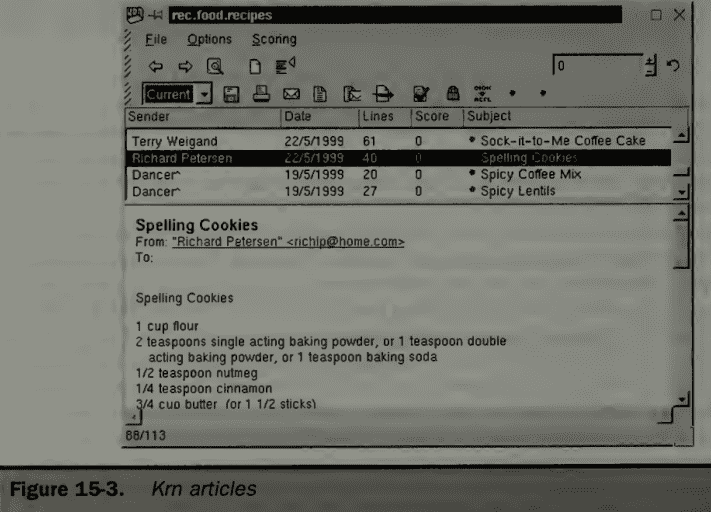 rec.food.recipes
File Options Scoring
0
Current
Sender Date Lines Score Subject
Terry Weigand 22/5/1999 61 0 Sock-it-to-Me Coffee Cake
Richard Petersen 22/5/1999 40 0 Spelling Cookies
Dancer^ 19/5/1999 20 0 Spicy Coffee Mix
Dancer^ 19/5/1999 27 0 Spicy Lentils
Spelling Cookies
From: "Richard Petersen" <richlp@home.com>
To:
Spelling Cookies
1 cup flour
2 teaspoons single acting baking powder, or 1 teaspoon double
acting baking powder, or 1 teaspoon baking soda
1/2 teaspoon nutmeg
1/4 teaspoon cinnamon
3/4 cup butter (or 1 1/2 sticks)
88/113
Figure 15-3. Krn articles